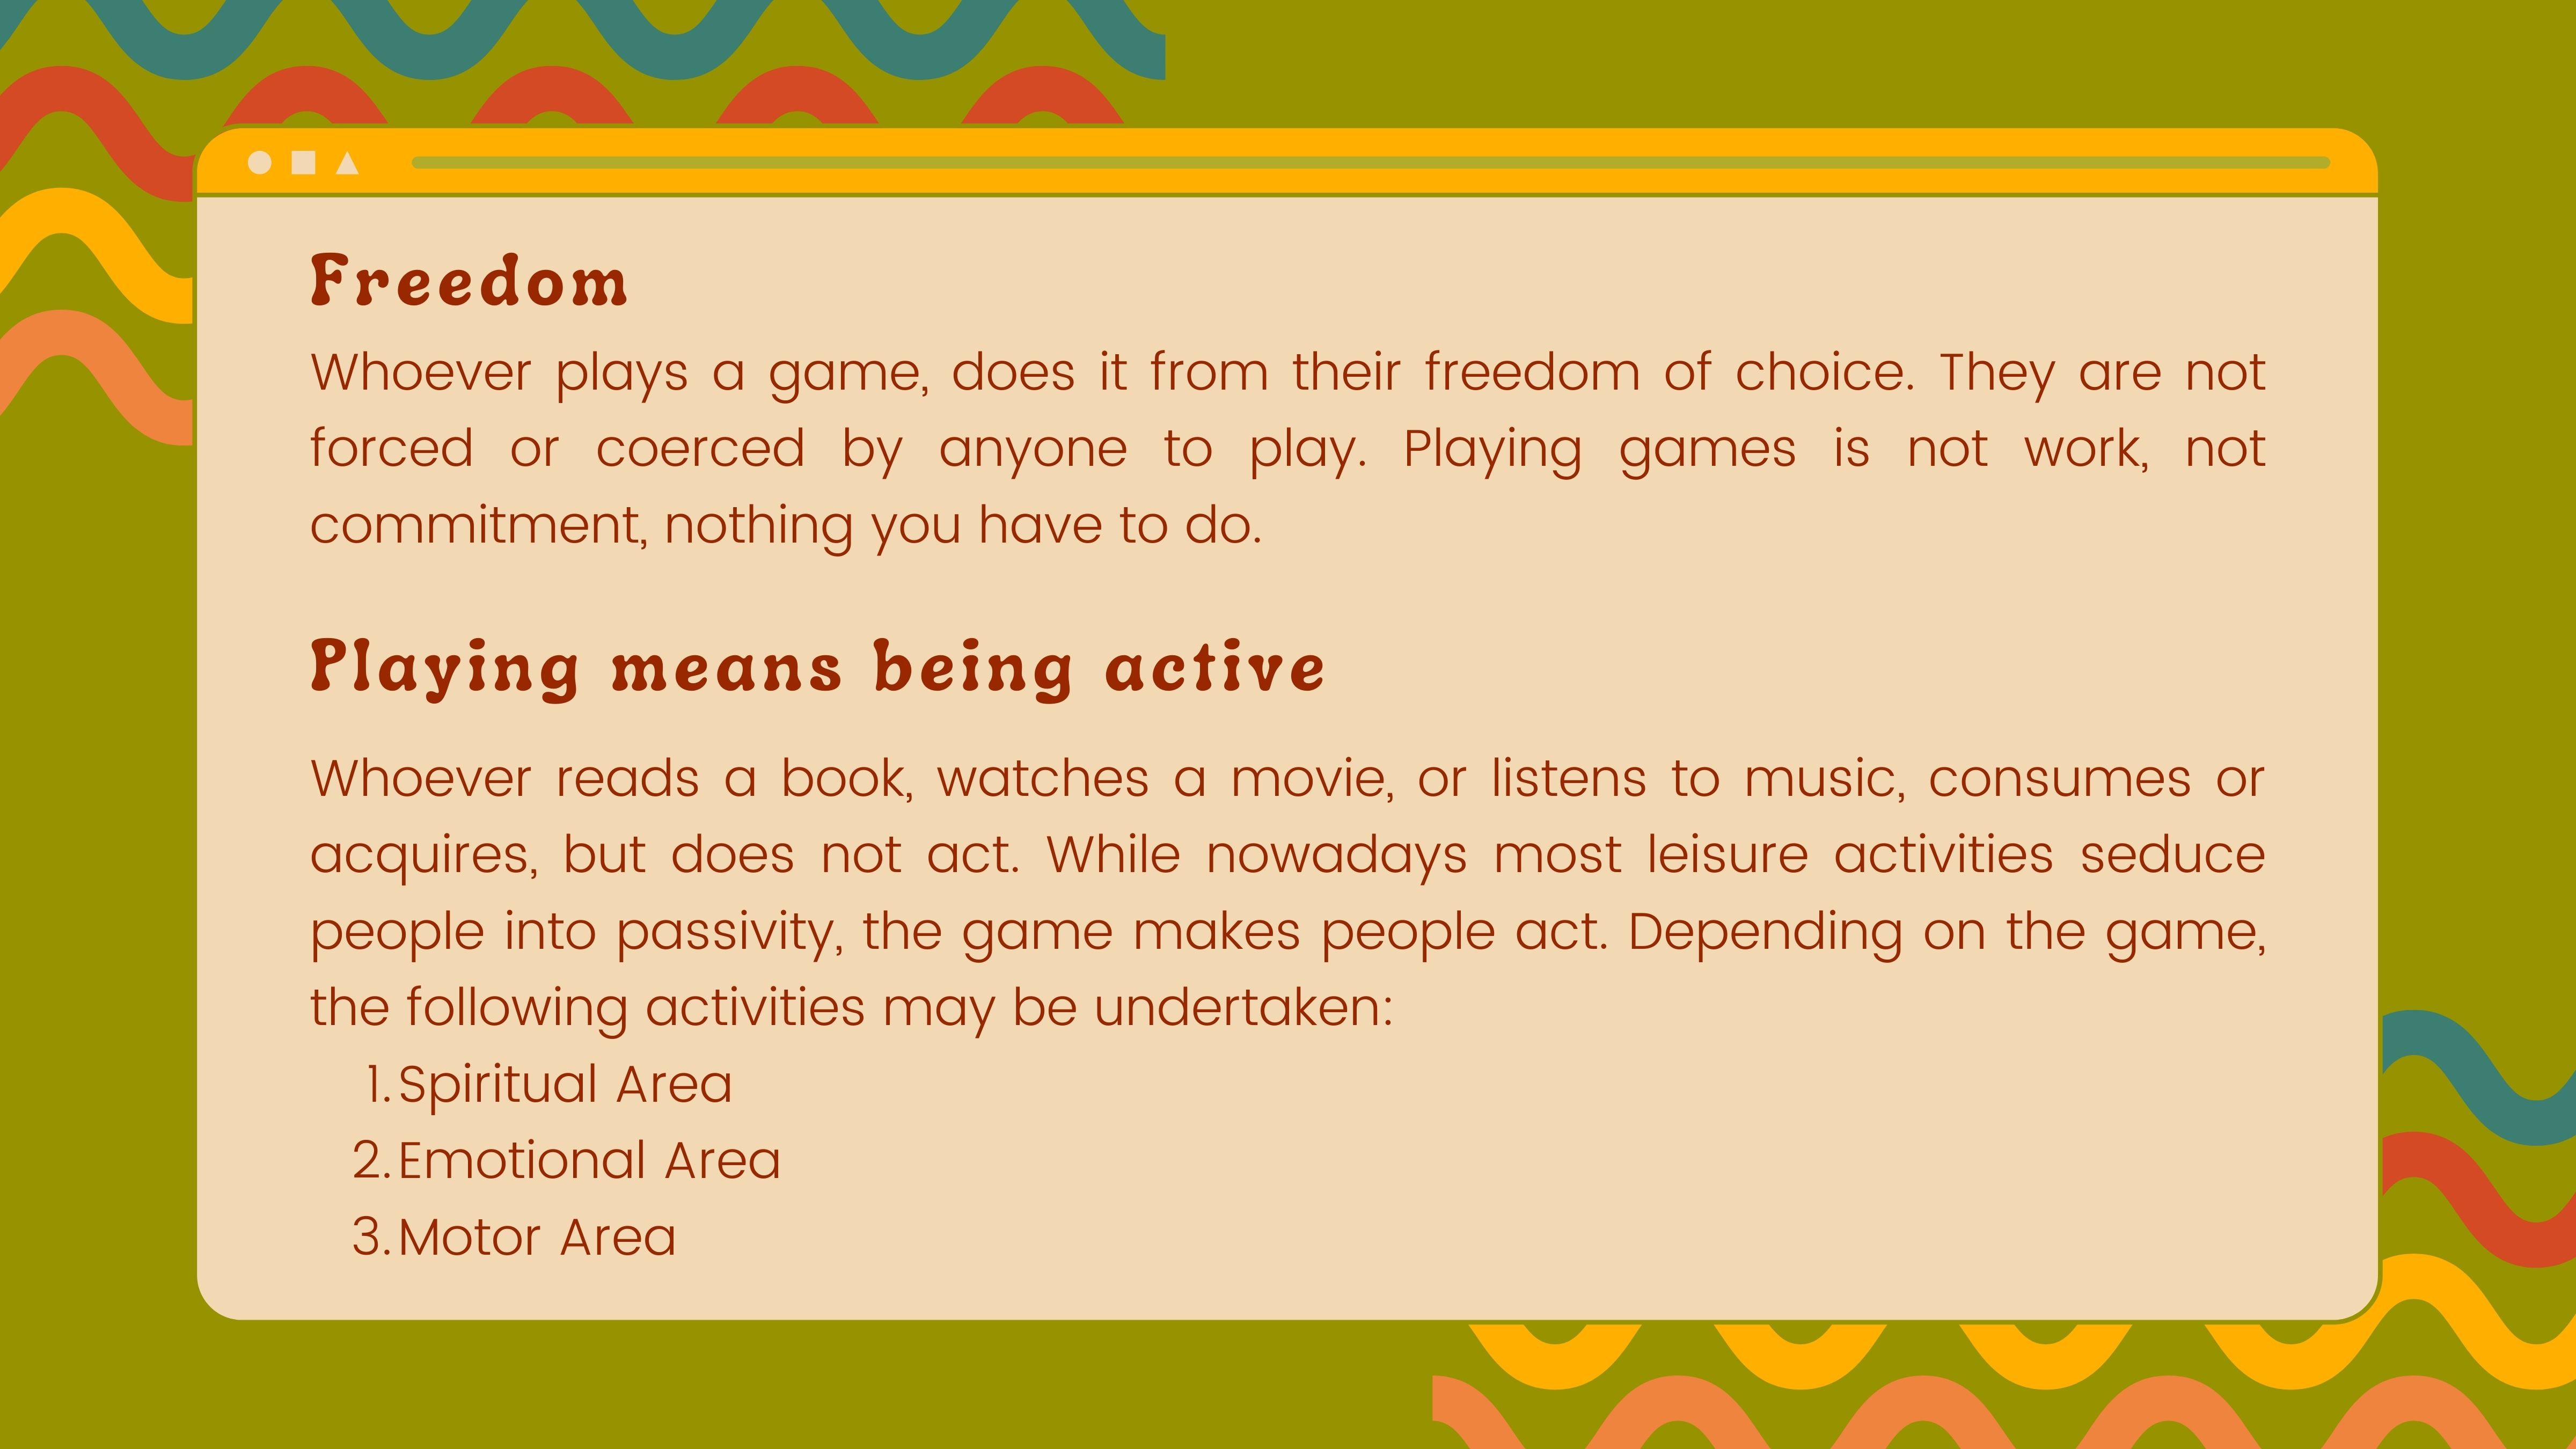 Freedom
Whoever plays a game, does it from their freedom of choice. They are not
forced or coerced by anyone to play. Playing games is not work, not
commitment, nothing you have to do.
Playing means being active
Whoever reads a book, watches a movie, or listens to music, consumes or
acquires, but does not act. While nowadays most leisure activities seduce
people into passivity, the game makes people act. Depending on the game,
the following activities may be undertaken:
1. Spiritual Area
2. Emotional Area
3. Motor Area